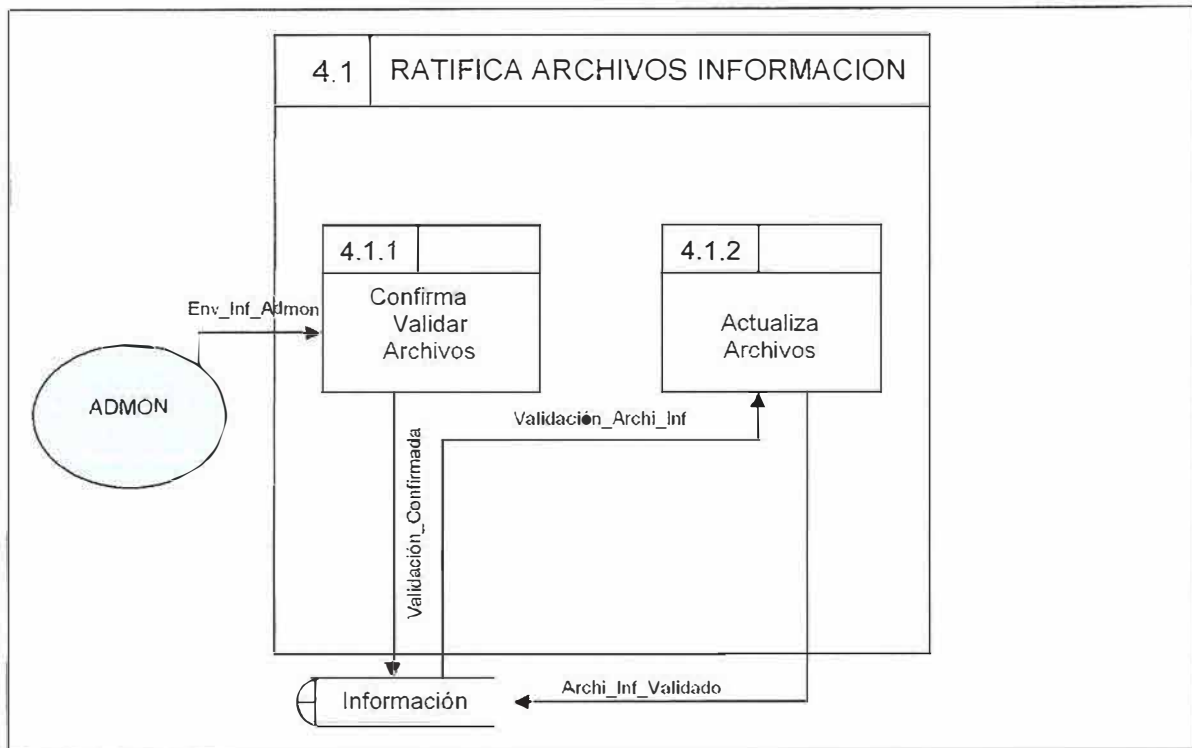 4.1 RATIFICA ARCHIVOS INFORMACION
4.1.1
4.1.2
Confirma
Validar
Archivos
Actualiza
Archivos
Env_Inf_Admon
ADMON
Validación_Archi_Inf
Validación_Confirmada
Información
Archi_Inf_Validado